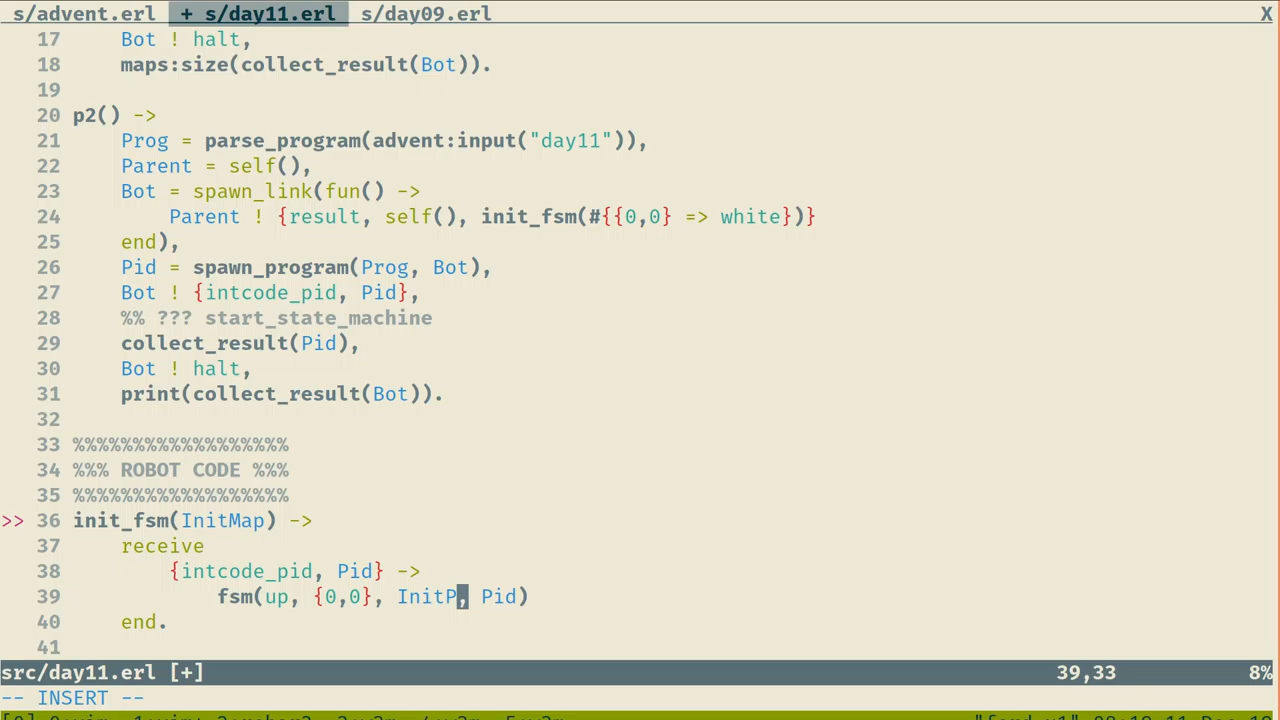 s/advent.erl + s/day11.erl s/day09.erl X
17 Bot ! halt,
18 maps:size(collect_result(Bot)).
19
20 p2() ->
21 Prog = parse_program(advent:input("day11")),
22 Parent = self(),
23 Bot = spawn_link(fun() ->
24 Parent ! {result, self(), init_fsm(#{{0,0} => white})}
25 end),
26 Pid = spawn_program(Prog, Bot),
27 Bot ! {intcode_pid, Pid},
28 %% ??? start_state_machine
29 collect_result(Pid),
30 Bot ! halt,
31 print(collect_result(Bot)).
32
33 %%%%%%%%%%%%%%%%%%
34 %%% ROBOT CODE %%%
35 %%%%%%%%%%%%%%%%%%
>> 36 init_fsm(InitMap) ->
37 receive
38 {intcode_pid, Pid} ->
39 fsm(up, {0,0}, InitP, Pid)
40 end.
41
src/day11.erl [+] 39,33 8%
-- INSERT --